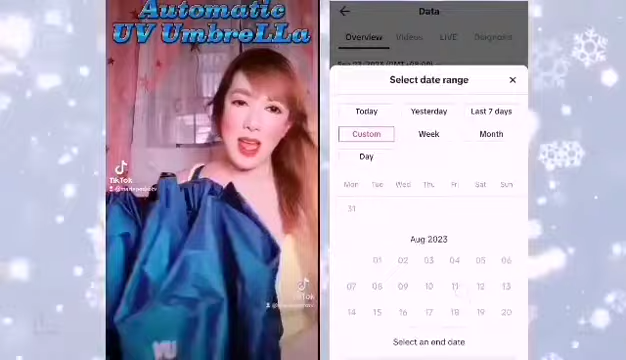 Automatic
UV UmbreLLa
TikTok
TikTok
Data
Overview Videos LIVE
Select date range
Today Yesterday Last 7 days
Custom Week Month
Day
Mon Tue Wed Thu Fri Sat Sun
31
Aug 2023
01 02 03 04 05 06
07 08 09 10 11 12 13
14 15 16 17 18 19 20
Select an end date